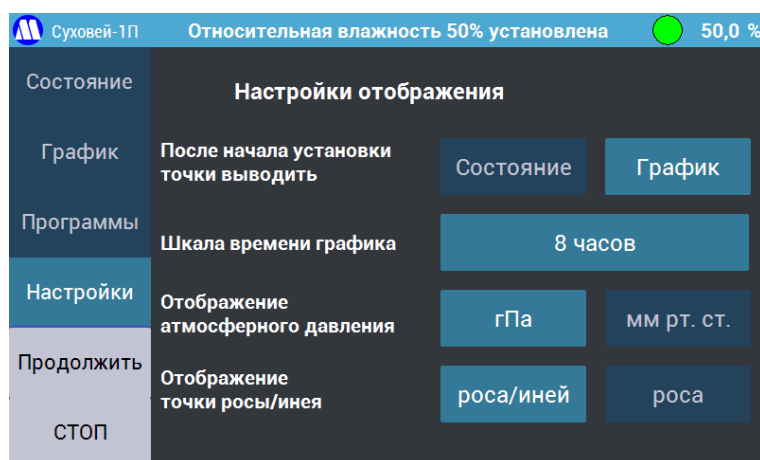 Суховей-1П
Относительная влажность 50% установлена
50,0 %
Состояние
График
Программы
Настройки
Продолжить
СТОП
Настройки отображения
После начала установки
точки выводить
Состояние
График
Шкала времени графика
8 часов
Отображение
атмосферного давления
гПа
мм рт. ст.
Отображение
точки росы/инея
роса/иней
роса